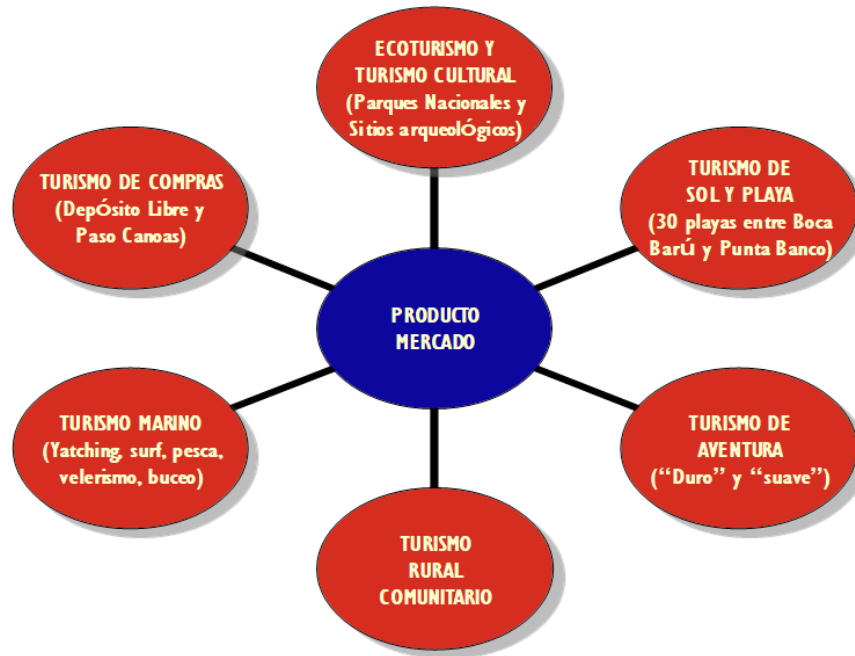 ECOTURISMO Y
TURISMO CULTURAL
(Parques Nacionales y
Sitios arqueolÓgicos)
TURISMO DE COMPRAS
(DepÓsito Libre y
Paso Canoas)
TURISMO DE
SOL Y PLAYA
(30 playas entre Boca
BarÚ y Punta Banco)
PRODUCTO
MERCADO
TURISMO MARINO
(Yatching, surf, pesca,
velerismo, buceo)
TURISMO DE
AVENTURA
(“Duro” y “suave”)
TURISMO
RURAL
COMUNITARIO